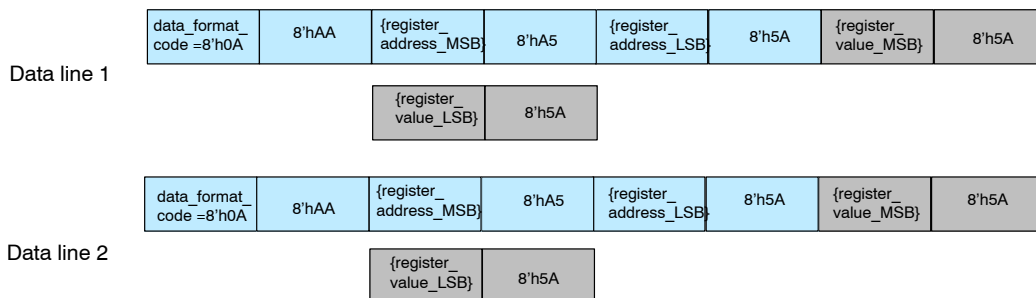 data_format_
code =8'h0A
8'hAA
{register_
address_MSB}
8'hA5
{register_
address_LSB}
8'h5A
{register_
value_MSB}
8'h5A
Data line 1
{register_
value_LSB}
8'h5A
data_format_
code =8'h0A
8'hAA
{register_
address_MSB}
8'hA5
{register_
address_LSB}
8'h5A
{register_
value_MSB}
8'h5A
Data line 2
{register_
value_LSB}
8'h5A